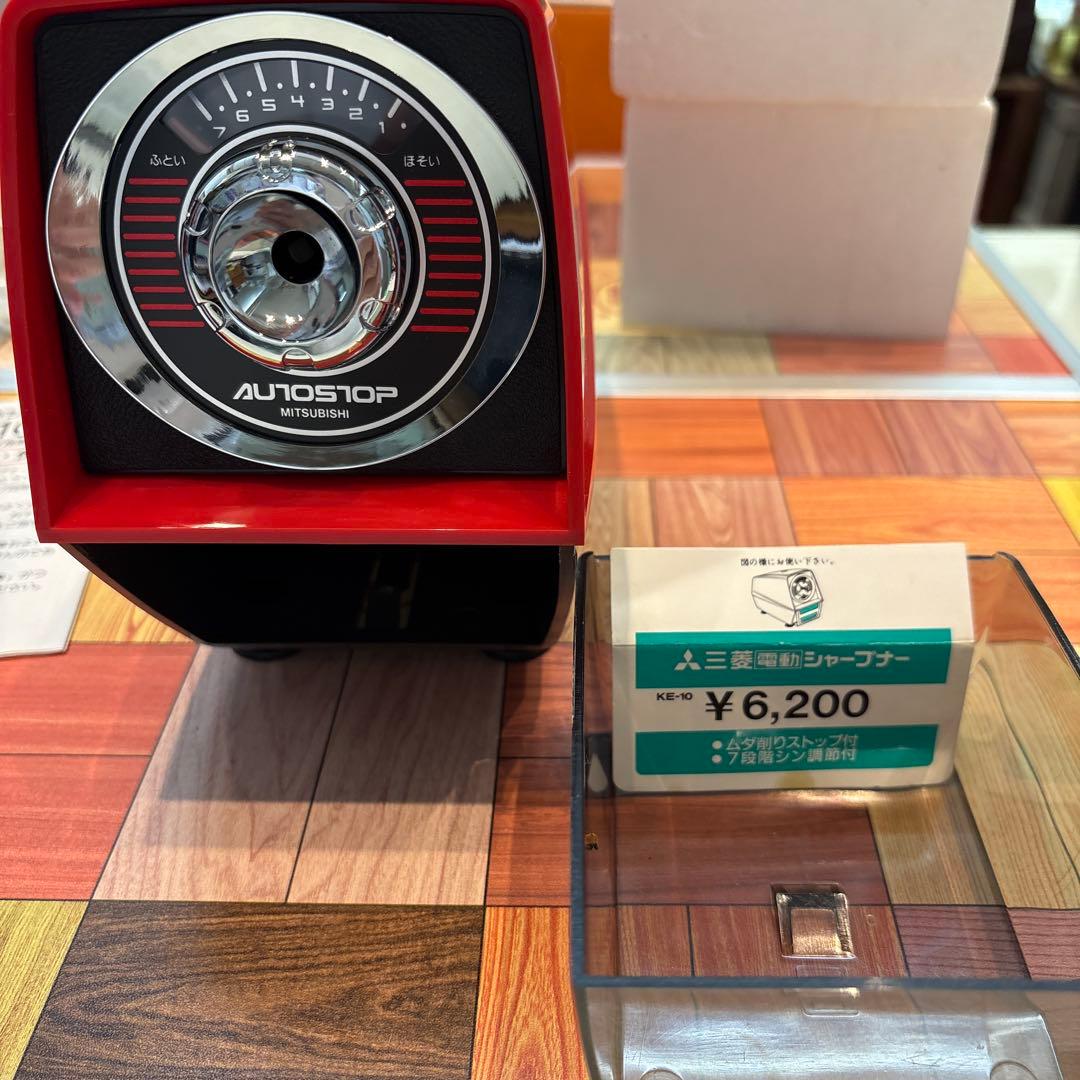 7 6 5 4 3 2 1
ふとい
ほそい
AUTOSTOP
MITSUBISHI
図の様にお使い下さい。
三菱電動シャープナー
KE-10 ¥6,200
●ムダ削りストップ付
●7段階シン調節付